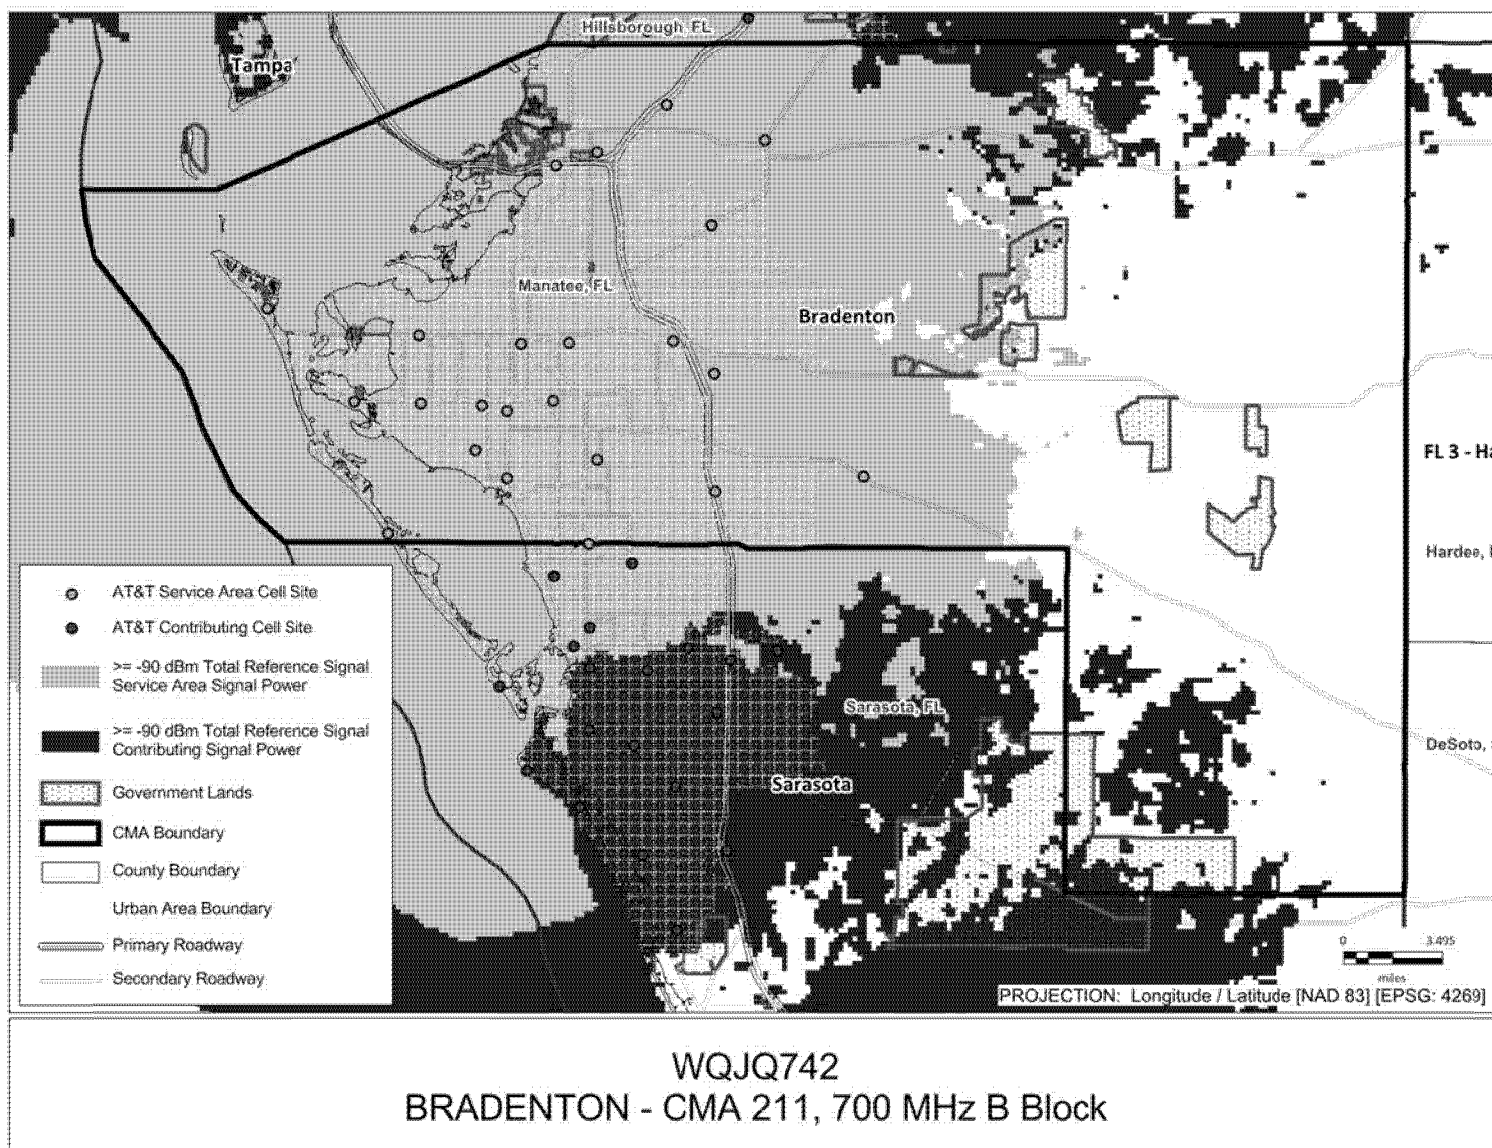 Hillsborough FL
Tampa
Manatee, FL
Bradenton
FL 3 - Ha
Hardee,
AT&T Service Area Cell Site
AT&T Contributing Cell Site
>= -90 dBm Total Reference Signal
Service Area Signal Power
>= -90 dBm Total Reference Signal
Contributing Signal Power
Government Lands
CMA Boundary
County Boundary
Urban Area Boundary
Primary Roadway
Secondary Roadway
Sarasota, FL
DeSoto,
Sarasota
0 3.495
miles
PROJECTION: Longitude / Latitude [NAD 83] [EPSG: 4269]
WQJQ742
BRADENTON - CMA 211, 700 MHz B Block